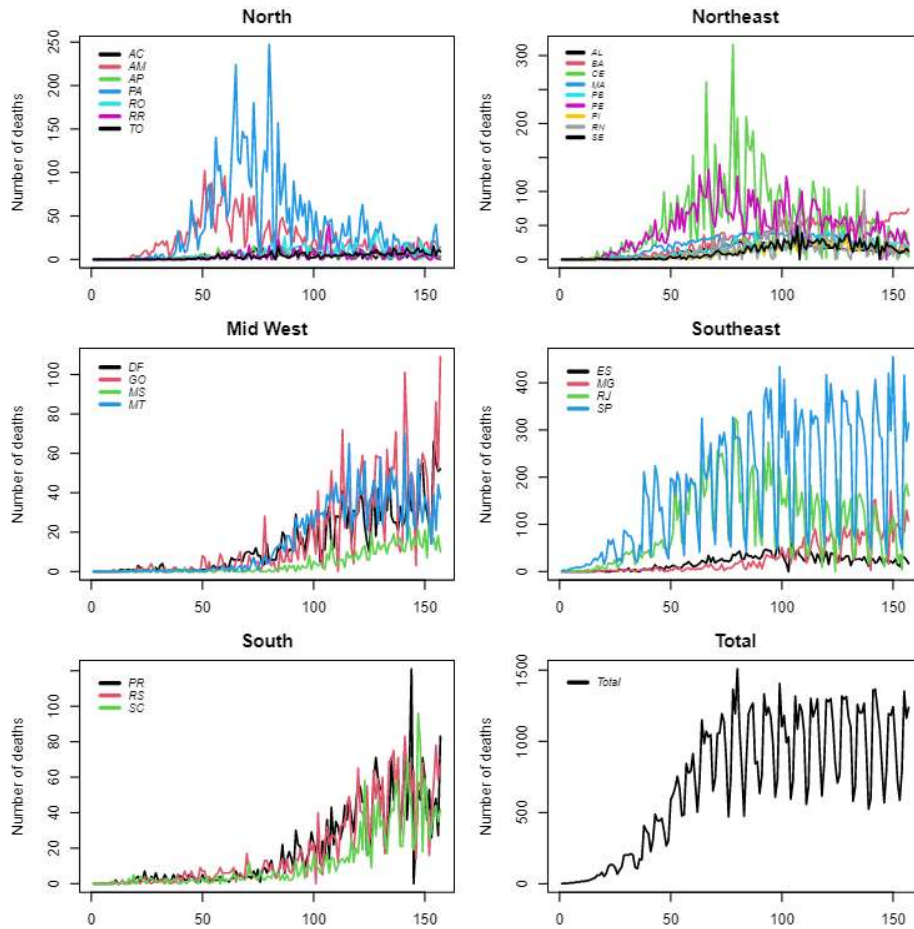 North
Number of deaths
250
200
150
100
50
0
AC
AM
AP
PA
RO
RR
TO
0 50 100 150
Northeast
Number of deaths
300
200
100
50
0
AL
BA
CE
MA
PB
PE
PI
RN
SE
0 50 100 150
Mid West
Number of deaths
100
80
60
40
20
0
DF
GO
MS
MT
0 50 100 150
Southeast
Number of deaths
400
300
200
100
0
ES
MG
RJ
SP
0 50 100 150
South
Number of deaths
100
80
60
40
20
0
PR
RS
SC
0 50 100 150
Total
Number of deaths
1500
1000
500
0
Total
0 50 100 150